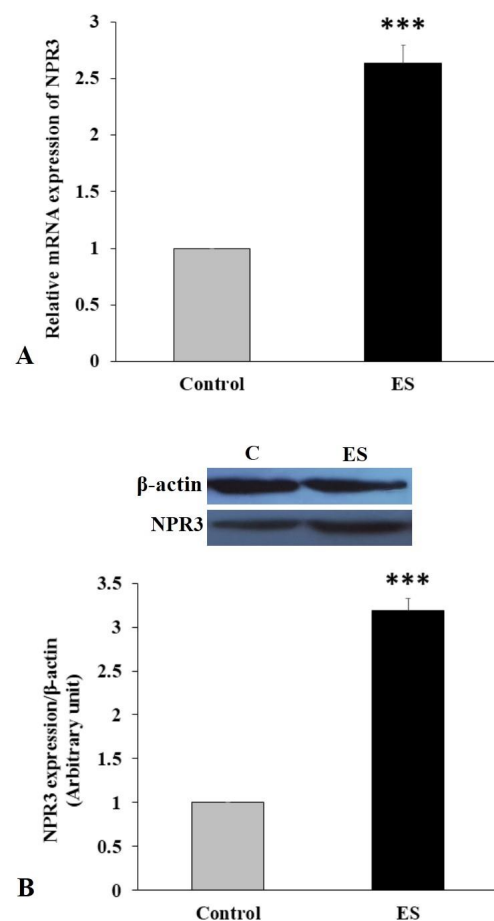 Relative mRNA expression of NPR3
3
***
2.5
2
1.5
1
0.5
0
Control ES
A
C ES
β-actin
NPR3
NPR3 expression/β-actin
(Arbitrary unit)
3.5
***
3
2.5
2
1.5
1
0.5
0
Control ES
B